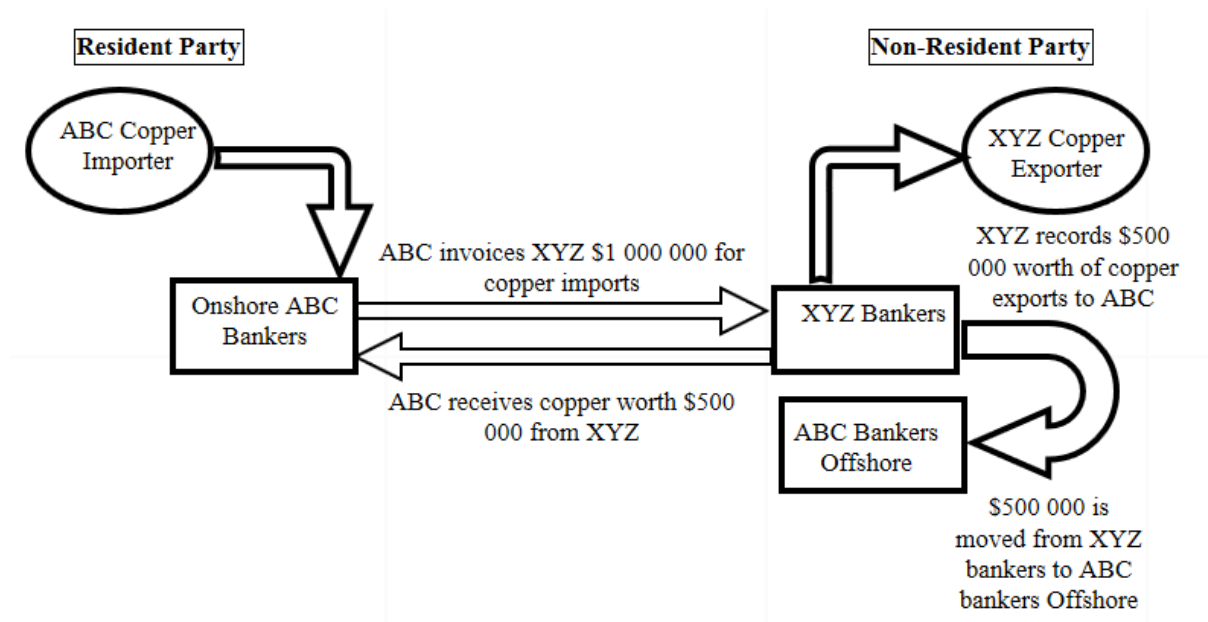 Resident Party
Non-Resident Party
ABC Copper
Importer
XYZ Copper
Exporter
ABC invoices XYZ $1 000 000 for
copper imports
XYZ records $500
000 worth of copper
exports to ABC
Onshore ABC
Bankers
XYZ Bankers
ABC receives copper worth $500
000 from XYZ
ABC Bankers
Offshore
$500 000 is
moved from XYZ
bankers to ABC
bankers Offshore